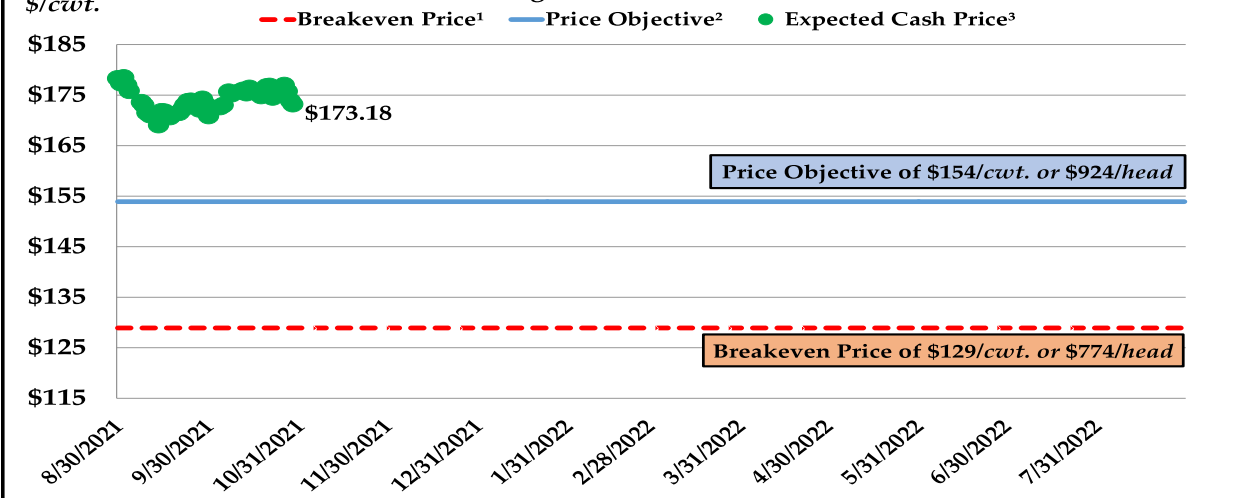 $/cwt.
Breakeven Price¹ Price Objective² Expected Cash Price³
$185
$175
$173.18
$165
Price Objective of $154/cwt. or $924/head
$155
$145
$135
$125
Breakeven Price of $129/cwt. or $774/head
$115
8/30/2021 9/30/2021 10/31/2021 11/30/2021 12/31/2021 1/31/2022 2/28/2022 3/31/2022 4/30/2022 5/31/2022 6/30/2022 7/31/2022